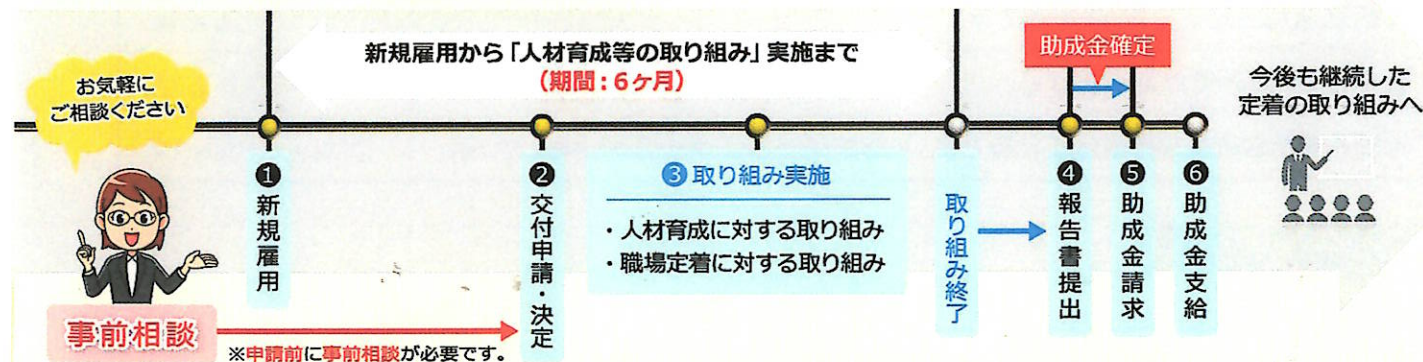 お気軽に
ご相談ください
新規雇用から「人材育成等の取り組み」実施まで
（期間：6ヶ月）
助成金確定
今後も継続した
定着の取り組みへ
❶新規雇用
❷交付申請・決定
❸取り組み実施
・人材育成に対する取り組み
・職場定着に対する取り組み
取り組み終了
❹報告書提出
❺助成金請求
❻助成金支給
事前相談
※申請前に事前相談が必要です。